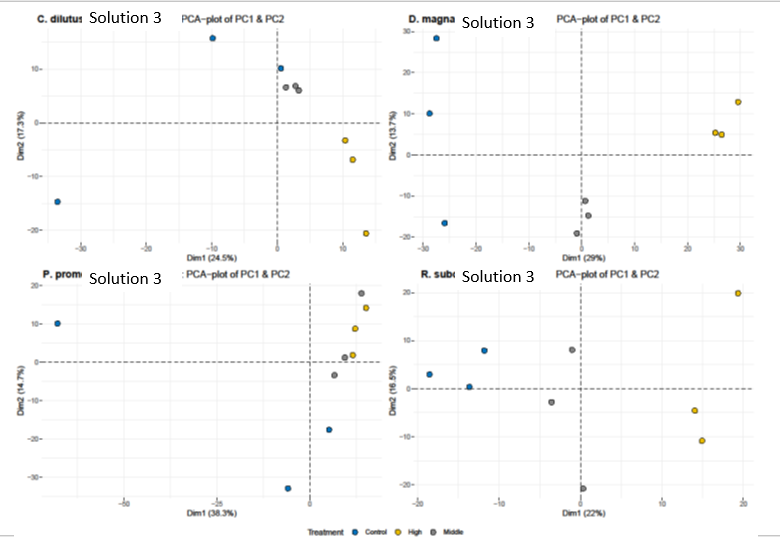 C. dilutus Solution 3 PCA-plot of PC1 & PC2
10
0
-10
-20
Dim2 (17.3%)
-30 -20 -10 0 10
Dim1 (24.5%)
D. magna Solution 3 PCA-plot of PC1 & PC2
30
20
10
0
-10
-20
Dim2 (13.7%)
-30 -20 -10 0 10 20 30
Dim1 (29%)
P. prom Solution 3 : PCA-plot of PC1 & PC2
20
10
0
-10
-20
-30
Dim2 (14.7%)
-50 -25 0
Dim1 (38.3%)
R. sub Solution 3 PCA-plot of PC1 & PC2
20
10
0
-10
-20
Dim2 (16.5%)
-20 -10 0 10 20
Dim1 (22%)
Treatment Control High Middle